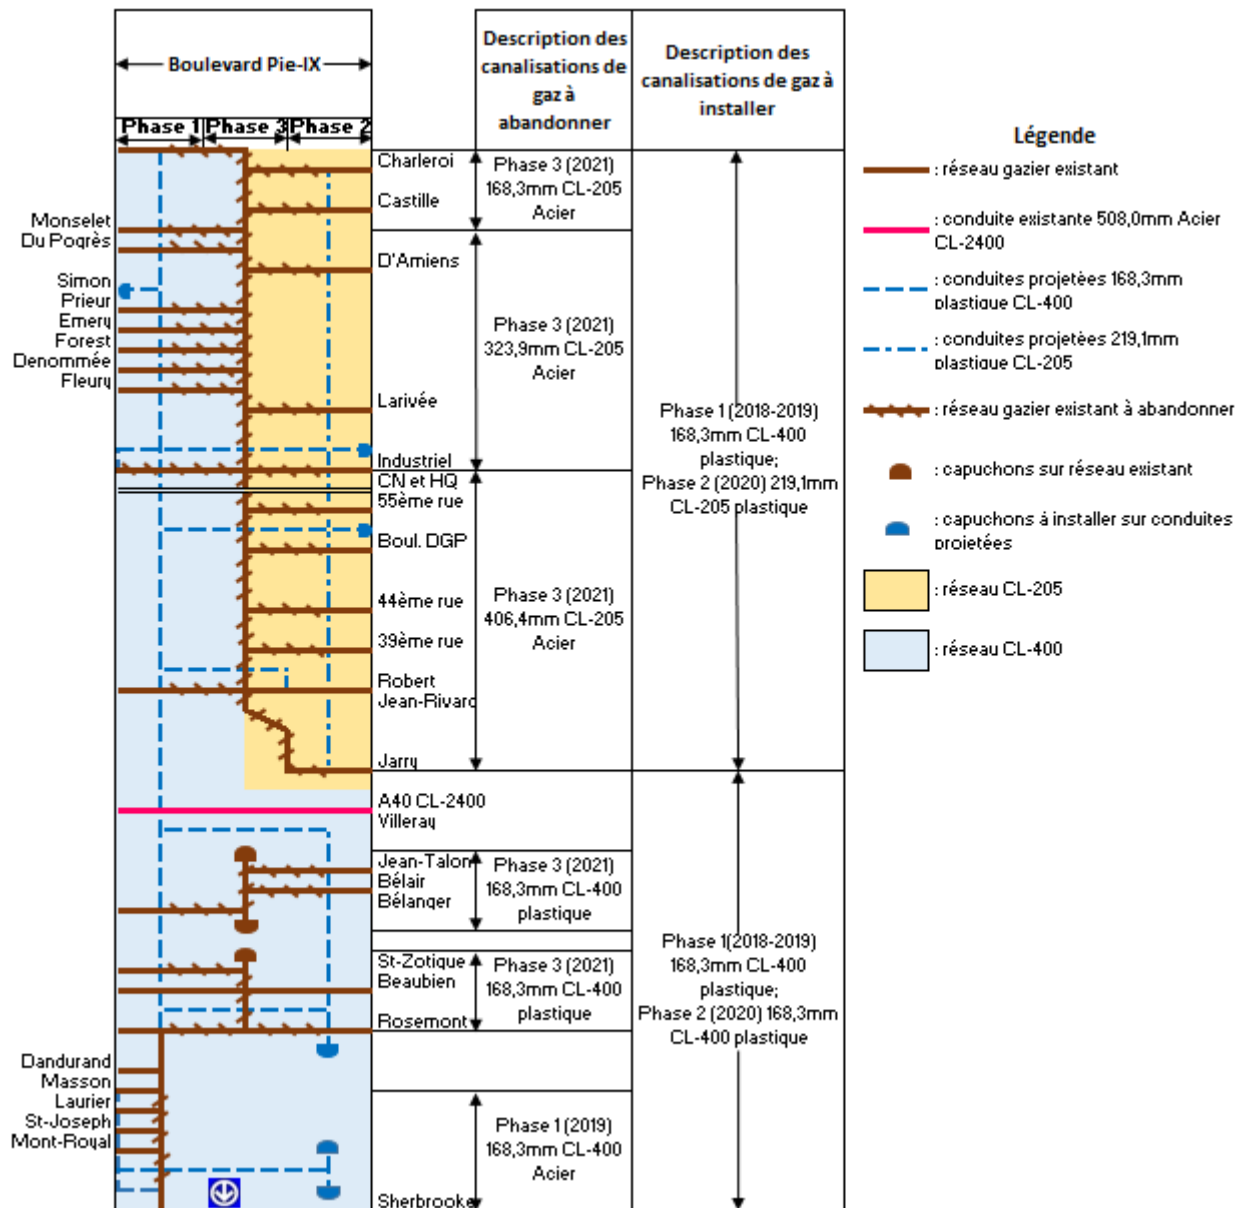 Boulevard Pie-IX
Phase 1
Phase 3
Phase 2
Description des
canalisations de
gaz à
abandonner
Description des
canalisations de gaz à
installer
Charleroi
Castille
Monselet
Du Pogrès
D'Amiens
Simon
Prieur
Emery
Forest
Denommée
Fleury
Larivée
Industriel
CN et HQ
55ème rue
Boul. DGP
44ème rue
39ème rue
Robert
Jean-Rivard
Jarry
A40 CL-2400
Villeray
Jean-Talon
Bélair
Bélanger
St-Zotique
Beaubien
Rosemont
Dandurand
Masson
Laurier
St-Joseph
Mont-Royal
Sherbrooke
Phase 3 (2021)
168,3mm CL-205
Acier
Phase 3 (2021)
323,9mm CL-205
Acier
Phase 3 (2021)
406,4mm CL-205
Acier
Phase 3 (2021)
168,3mm CL-400
plastique
Phase 3 (2021)
168,3mm CL-400
plastique
Phase 1 (2019)
168,3mm CL-400
Acier
Phase 1 (2018-2019)
168,3mm CL-400
plastique;
Phase 2 (2020) 219,1mm
CL-205 plastique
Phase 1(2018-2019)
168,3mm CL-400
plastique;
Phase 2 (2020) 168,3mm
CL-400 plastique
Légende
: réseau gazier existant
: conduite existante 508,0mm Acier
CL-2400
: conduites projetées 168,3mm
plastique CL-400
: conduites projetées 219,1mm
plastique CL-205
: réseau gazier existant à abandonner
: capuchons sur réseau existant
: capuchons à installer sur conduites
projetées
: réseau CL-205
: réseau CL-400